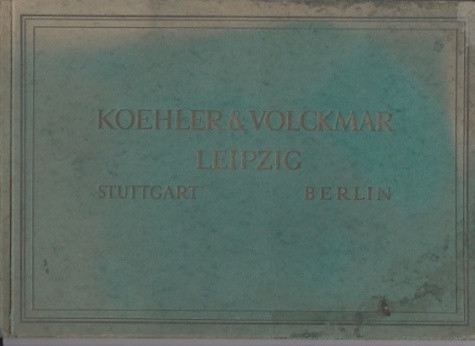 KOEHLER & VOLCKMAR
LEIPZIG
STUTTGART BERLIN